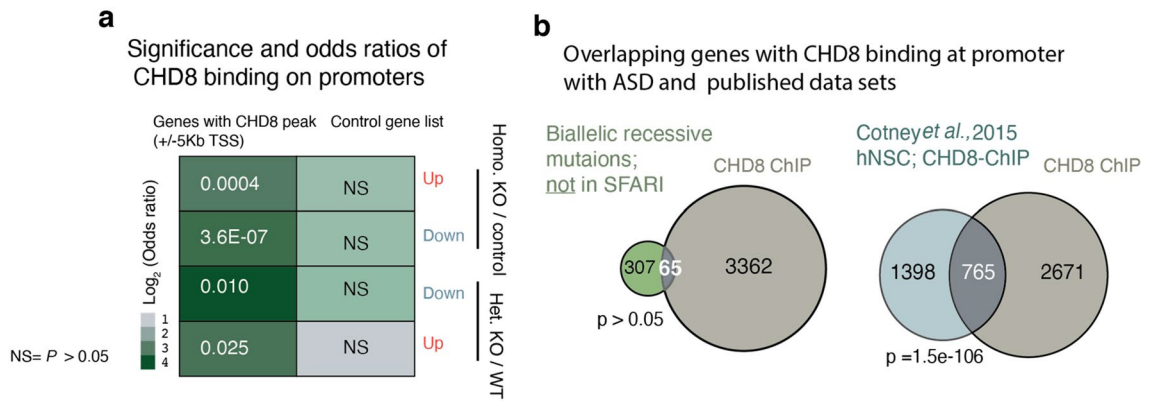 a
Significance and odds ratios of
CHD8 binding on promoters
Genes with CHD8 peak
(+/-5Kb TSS)
Control gene list
0.0004
NS
Up
3.6E-07
NS
Down
0.010
NS
Down
0.025
NS
Up
Homo. KO / control
Het. KO / WT
Log2 (Odds ratio)
1
2
3
4
NS= P > 0.05
b
Overlapping genes with CHD8 binding at promoter
with ASD and published data sets
Biallelic recessive
mutaions;
not in SFARI
CHD8 ChIP
307
65
3362
p > 0.05
Cotney et al., 2015
hNSC; CHD8-ChIP
CHD8 ChIP
1398
765
2671
p =1.5e-106